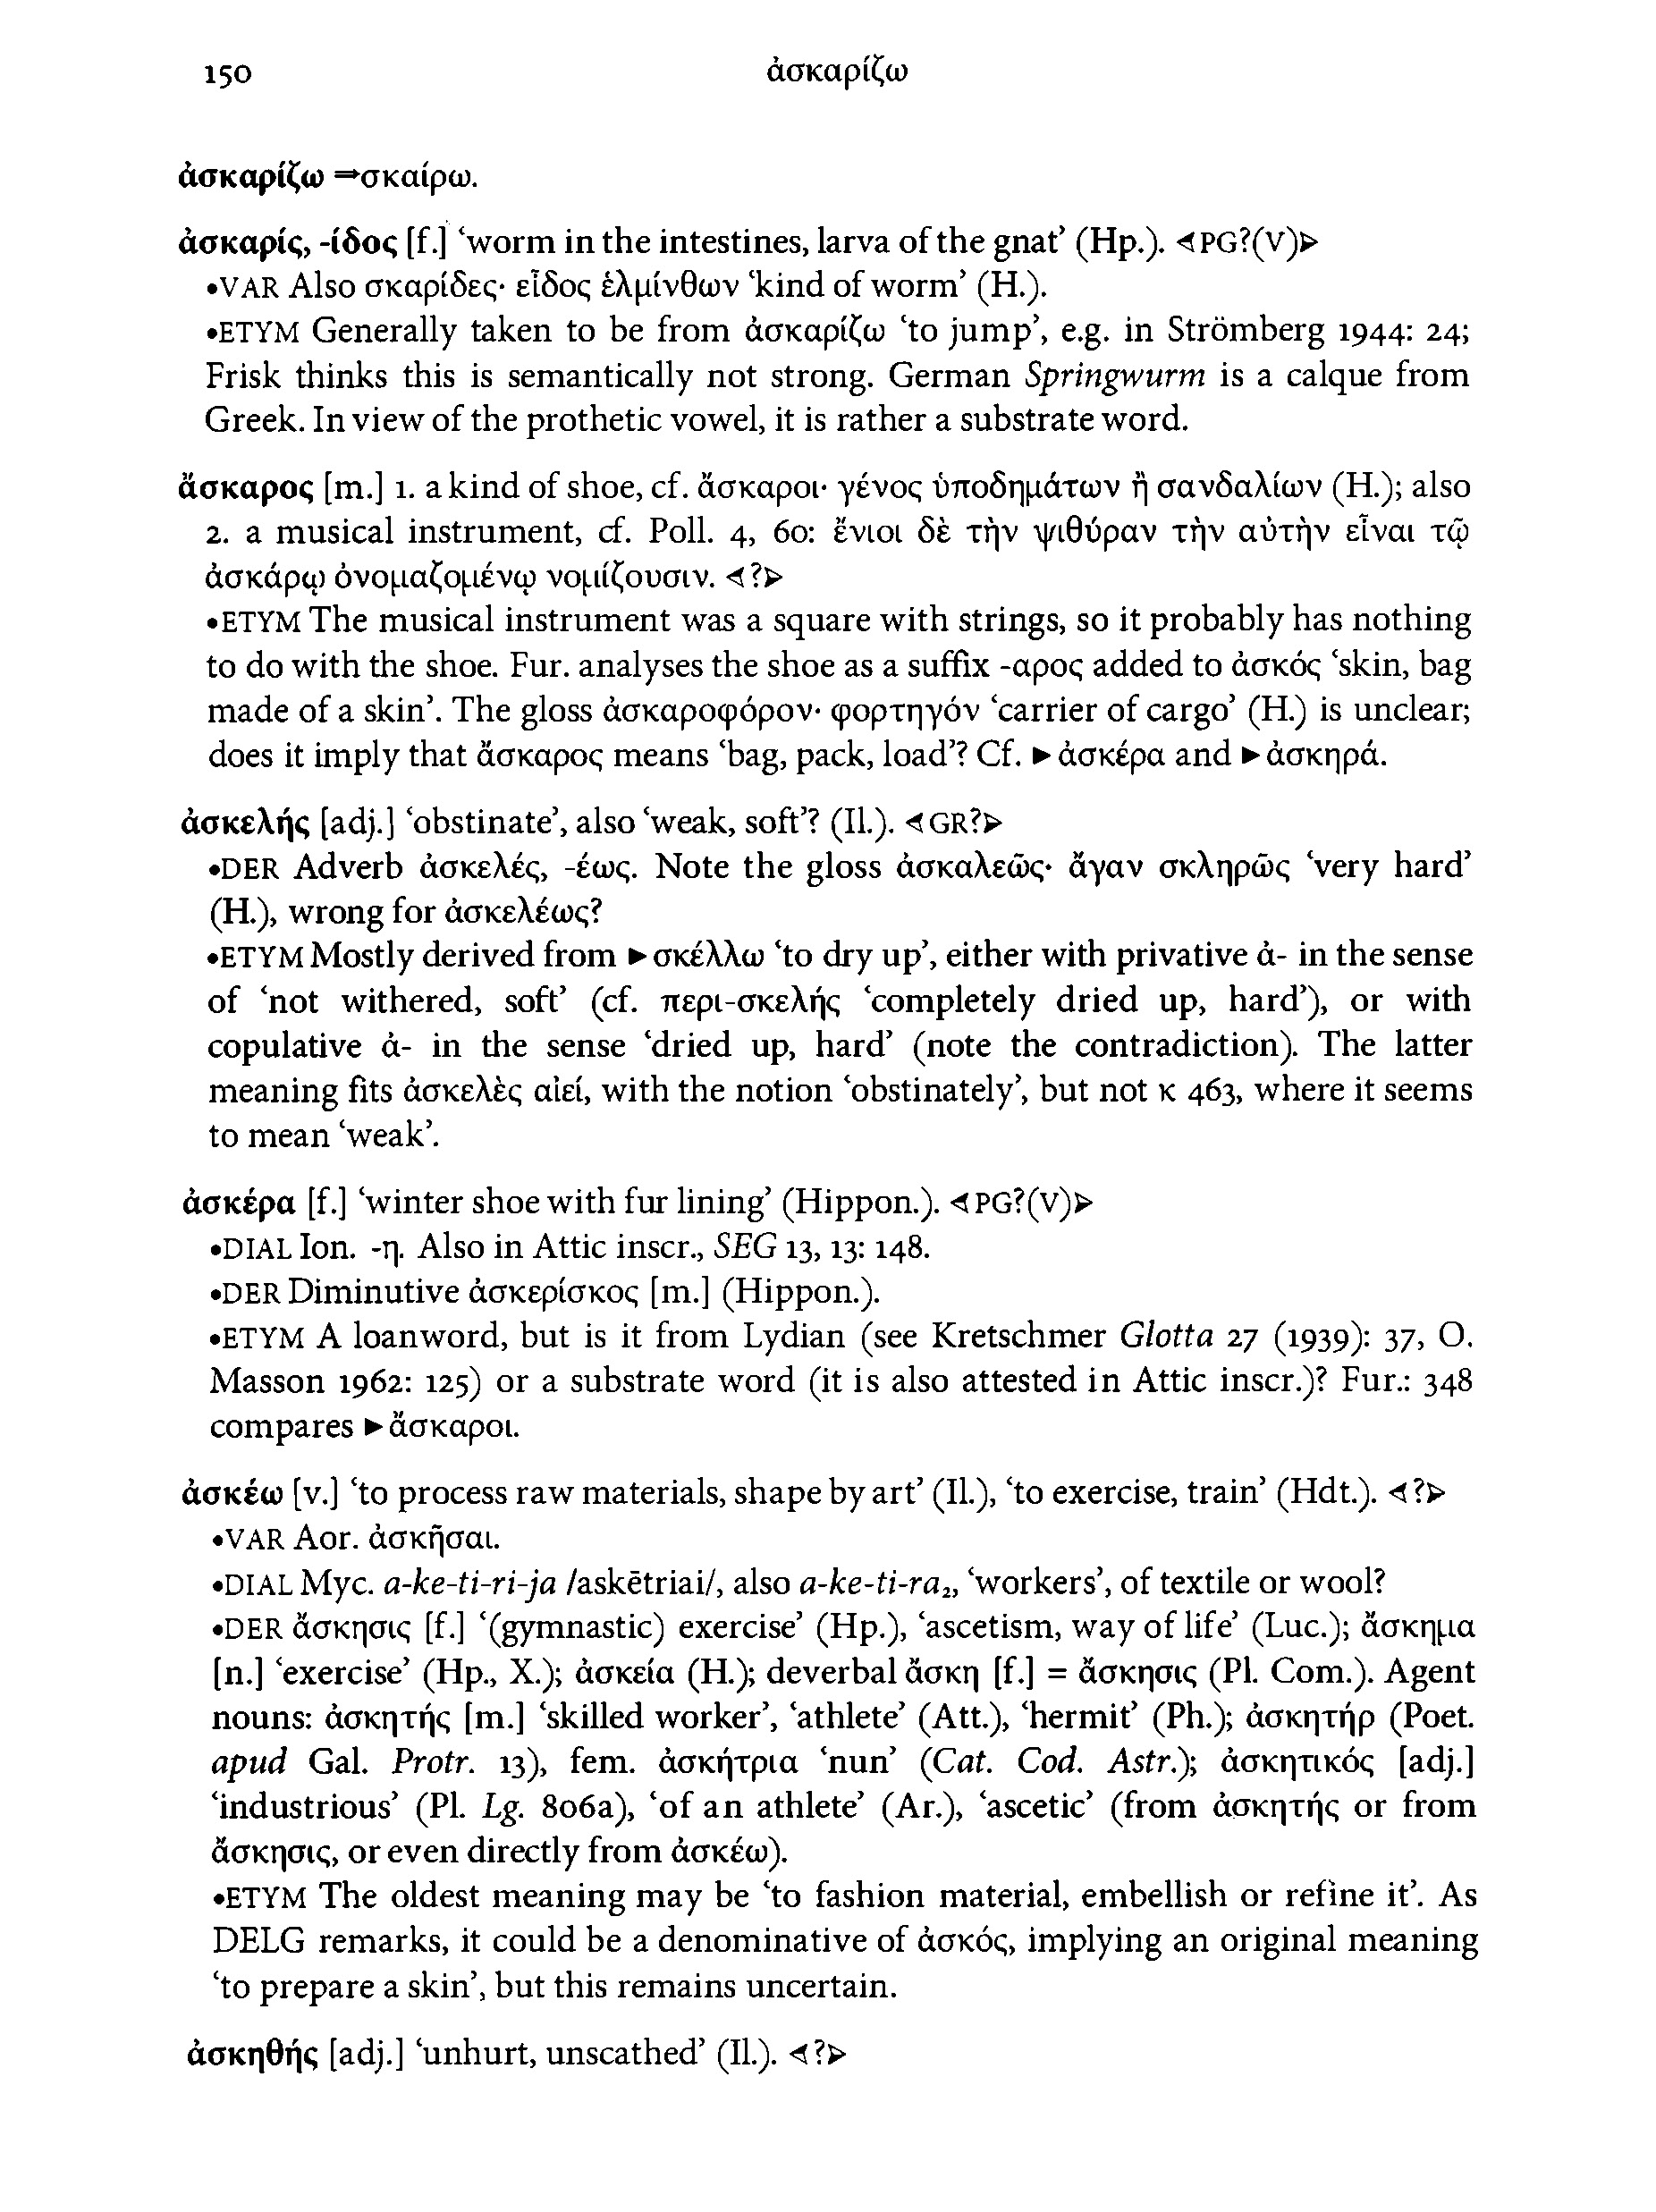 150 ἀσκαρίζω
ἀσκαρίζω ⇒σκαίρω.
ἀσκαρίς, -ίδος [f.] ‘worm in the intestines, larva of the gnat’ (Hp.). ⊲PG?(V)⊳
•VAR Also σκαρίδες· εἶδος ἑλμίνθων ‘kind of worm’ (H.).
•ETYM Generally taken to be from ἀσκαρίζω ‘to jump’, e.g. in Strömberg 1944: 24;
Frisk thinks this is semantically not strong. German Springwurm is a calque from
Greek. In view of the prothetic vowel, it is rather a substrate word.
ἄσκαρος [m.] 1. a kind of shoe, cf. ἄσκαροι· γένος ὑποδημάτων ἢ σανδαλίων (H.); also
2. a musical instrument, cf. Poll. 4, 60: ἔνιοι δὲ τὴν ψιθύραν τὴν αὐτὴν εἶναι τῷ
ἀσκάρῳ ὀνομαζομένῳ νομίζουσιν. ⊲?⊳
•ETYM The musical instrument was a square with strings, so it probably has nothing
to do with the shoe. Fur. analyses the shoe as a suffix -αρος added to ἀσκός ‘skin, bag
made of a skin’. The gloss ἀσκαροφόρον· φορτηγόν ‘carrier of cargo’ (H.) is unclear;
does it imply that ἄσκαρος means ‘bag, pack, load’? Cf. ►ἀσκέρα and ►ἀσκηρά.
ἀσκελής [adj.] ‘obstinate’, also ‘weak, soft’? (Il.). ⊲GR?⊳
•DER Adverb ἀσκελές, -έως. Note the gloss ἀσκαλεῶς· ἄγαν σκληρῶς ‘very hard’
(H.), wrong for ἀσκελέως?
•ETYM Mostly derived from ►σκέλλω ‘to dry up’, either with privative ἀ- in the sense
of ‘not withered, soft’ (cf. περι-σκελής ‘completely dried up, hard’), or with
copulative ἀ- in the sense ‘dried up, hard’ (note the contradiction). The latter
meaning fits ἀσκελὲς αἰεί, with the notion ‘obstinately’, but not κ 463, where it seems
to mean ‘weak’.
ἀσκέρα [f.] ‘winter shoe with fur lining’ (Hippon.). ⊲PG?(V)⊳
•DIAL Ion. -η. Also in Attic inscr., SEG 13, 13: 148.
•DER Diminutive ἀσκερίσκος [m.] (Hippon.).
•ETYM A loanword, but is it from Lydian (see Kretschmer Glotta 27 (1939): 37, O.
Masson 1962: 125) or a substrate word (it is also attested in Attic inscr.)? Fur.: 348
compares ►ἄσκαροι.
ἀσκέω [v.] ‘to process raw materials, shape by art’ (Il.), ‘to exercise, train’ (Hdt.). ⊲?⊳
•VAR Aor. ἀσκῆσαι.
•DIAL Myc. a-ke-ti-ri-ja /askētriai/, also a-ke-ti-ra₂, ‘workers’, of textile or wool?
•DER ἄσκησις [f.] ‘(gymnastic) exercise’ (Hp.), ‘ascetism, way of life’ (Luc.); ἄσκημα
[n.] ‘exercise’ (Hp., X.); ἀσκεία (H.); deverbal ἄσκη [f.] = ἄσκησις (Pl. Com.). Agent
nouns: ἀσκητής [m.] ‘skilled worker’, ‘athlete’ (Att.), ‘hermit’ (Ph.); ἀσκητήρ (Poet.
apud Gal. Protr. 13), fem. ἀσκήτρια ‘nun’ (Cat. Cod. Astr.); ἀσκητικός [adj.]
‘industrious’ (Pl. Lg. 806a), ‘of an athlete’ (Ar.), ‘ascetic’ (from ἀσκητής or from
ἄσκησις, or even directly from ἀσκέω).
•ETYM The oldest meaning may be ‘to fashion material, embellish or refine it’. As
DELG remarks, it could be a denominative of ἀσκός, implying an original meaning
‘to prepare a skin’, but this remains uncertain.
ἀσκηθής [adj.] ‘unhurt, unscathed’ (Il.). ⊲?⊳